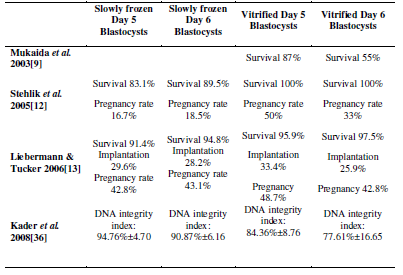 Slowly frozen Day 5 Blastocysts
Slowly frozen Day 6 Blastocysts
Vitrified Day 5 Blastocysts
Vitrified Day 6 Blastocysts
Mukaida et al. 2003[9]
Survival 87%
Survival 55%
Stehlik et al. 2005[12]
Survival 83.1%
Pregnancy rate 16.7%
Survival 89.5%
Pregnancy rate 18.5%
Survival 100%
Pregnancy rate 50%
Survival 100%
Pregnancy rate 33%
Liebermann & Tucker 2006[13]
Survival 91.4%
Implantation 29.6%
Pregnancy rate 42.8%
Survival 94.8%
Implantation 28.2%
Pregnancy rate 43.1%
Survival 95.9%
Implantation 33.4%
Pregnancy 48.7%
Survival 97.5%
Implantation 25.9%
Pregnancy 42.8%
Kader et al. 2008[36]
DNA integrity index: 94.76%±4.70
DNA integrity index: 90.87%±6.16
DNA integrity index: 84.36%±8.76
DNA integrity index: 77.61%±16.65